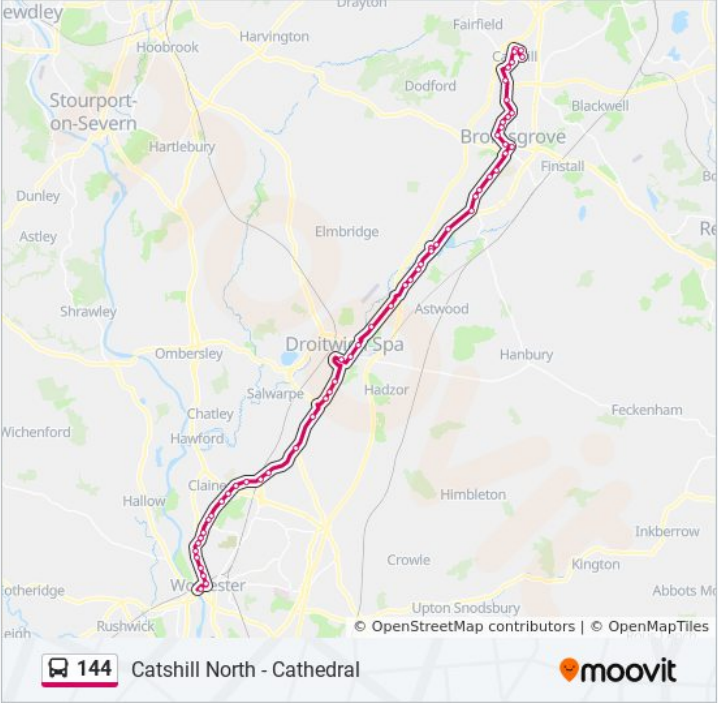 ewdley
Drayton
Fairfield
Harvington
Hoobrook
Dodford
Stourport-
on-Severn
Blackwell
Hartlebury
Finstall
Dunley
Elmbridge
Astley
Shrawley
Astwood
Droitwich Spa
Ombersley
Hanbury
Salwarpe
Hadzor
Chatley
Feckenham
Wichenford
Hawford
Claine
Hallow
Himbleton
Inkberrow
Crowle
Kington
otheridge
Abbots Mo
Upton Snodsbury
Rushwick
eigh
© OpenStreetMap contributors | © OpenMapTiles
144
Catshill North - Cathedral
moovit